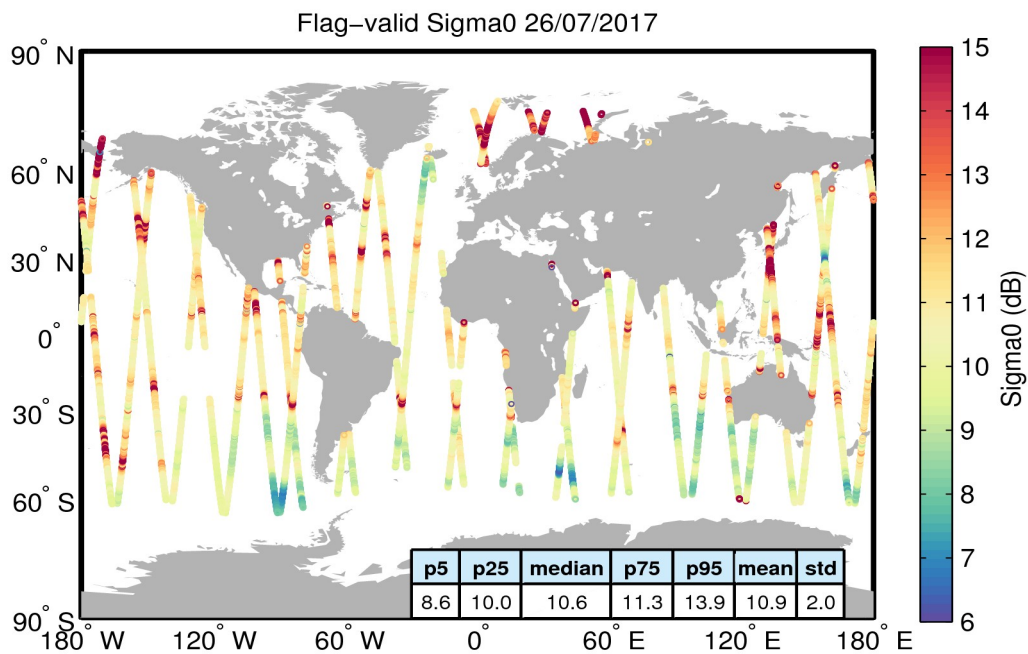 Flag−valid Sigma0 26/07/2017
90° N
60° N
30° N
0°
30° S
60° S
90° S
180° W
120° W
60° W
0°
60° E
120° E
180° E
p5 p25 median p75 p95 mean std
8.6 10.0 10.6 11.3 13.9 10.9 2.0
15
14
13
12
11
10
9
8
7
6
Sigma0 (dB)